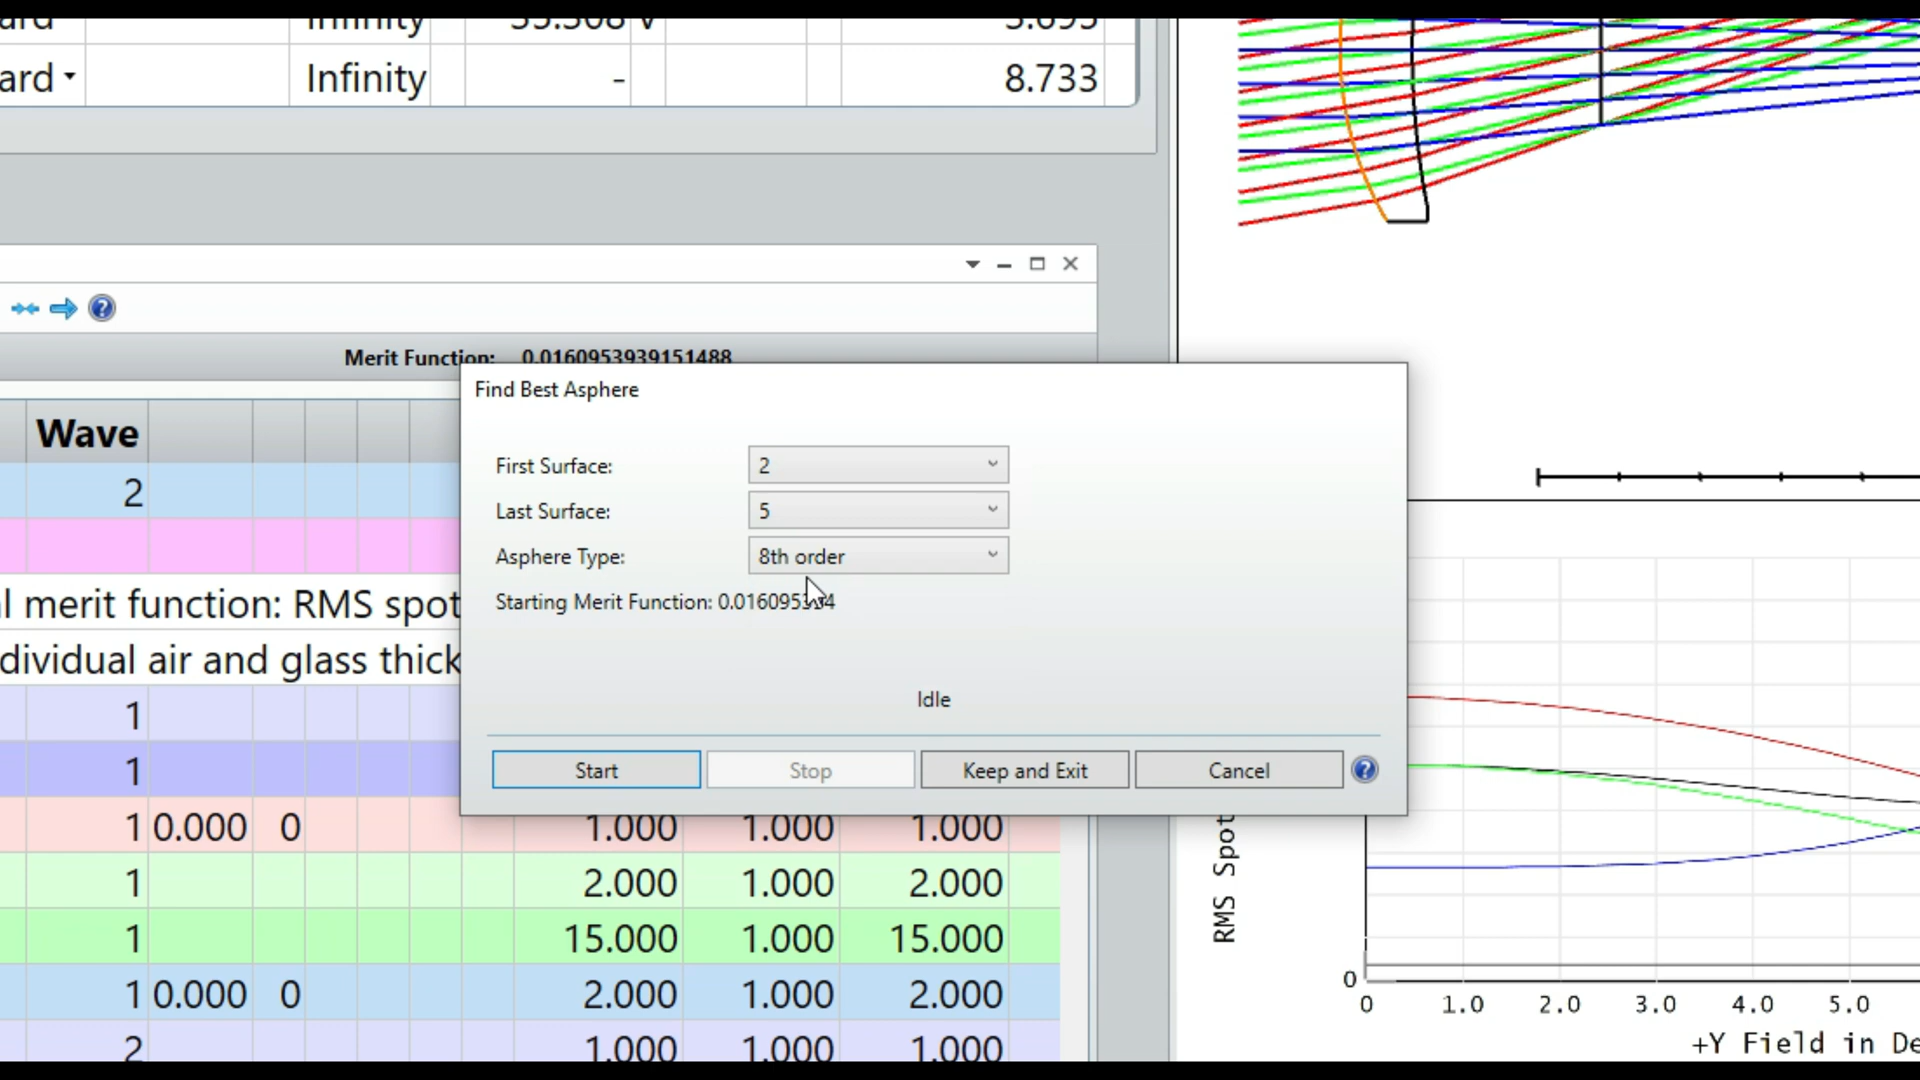 Infinity
ard
Infinity
-
8.733
Merit Function: 0.0160953939151488
Find Best Asphere
Wave
First Surface:
2
2
Last Surface:
5
Asphere Type:
8th order
l merit function: RMS spot
Starting Merit Function:
dividual air and glass thick
Idle
1
1
Start
Stop
Keep and Exit
Cancel
1 0.000 0 1.000 1.000 1.000
1 2.000 1.000 2.000
1 15.000 1.000 15.000
1 0.000 0 2.000 1.000 2.000
2 1.000 1.000 1.000
RMS Spot
0
0 1.0 2.0 3.0 4.0 5.0
+Y Field in De